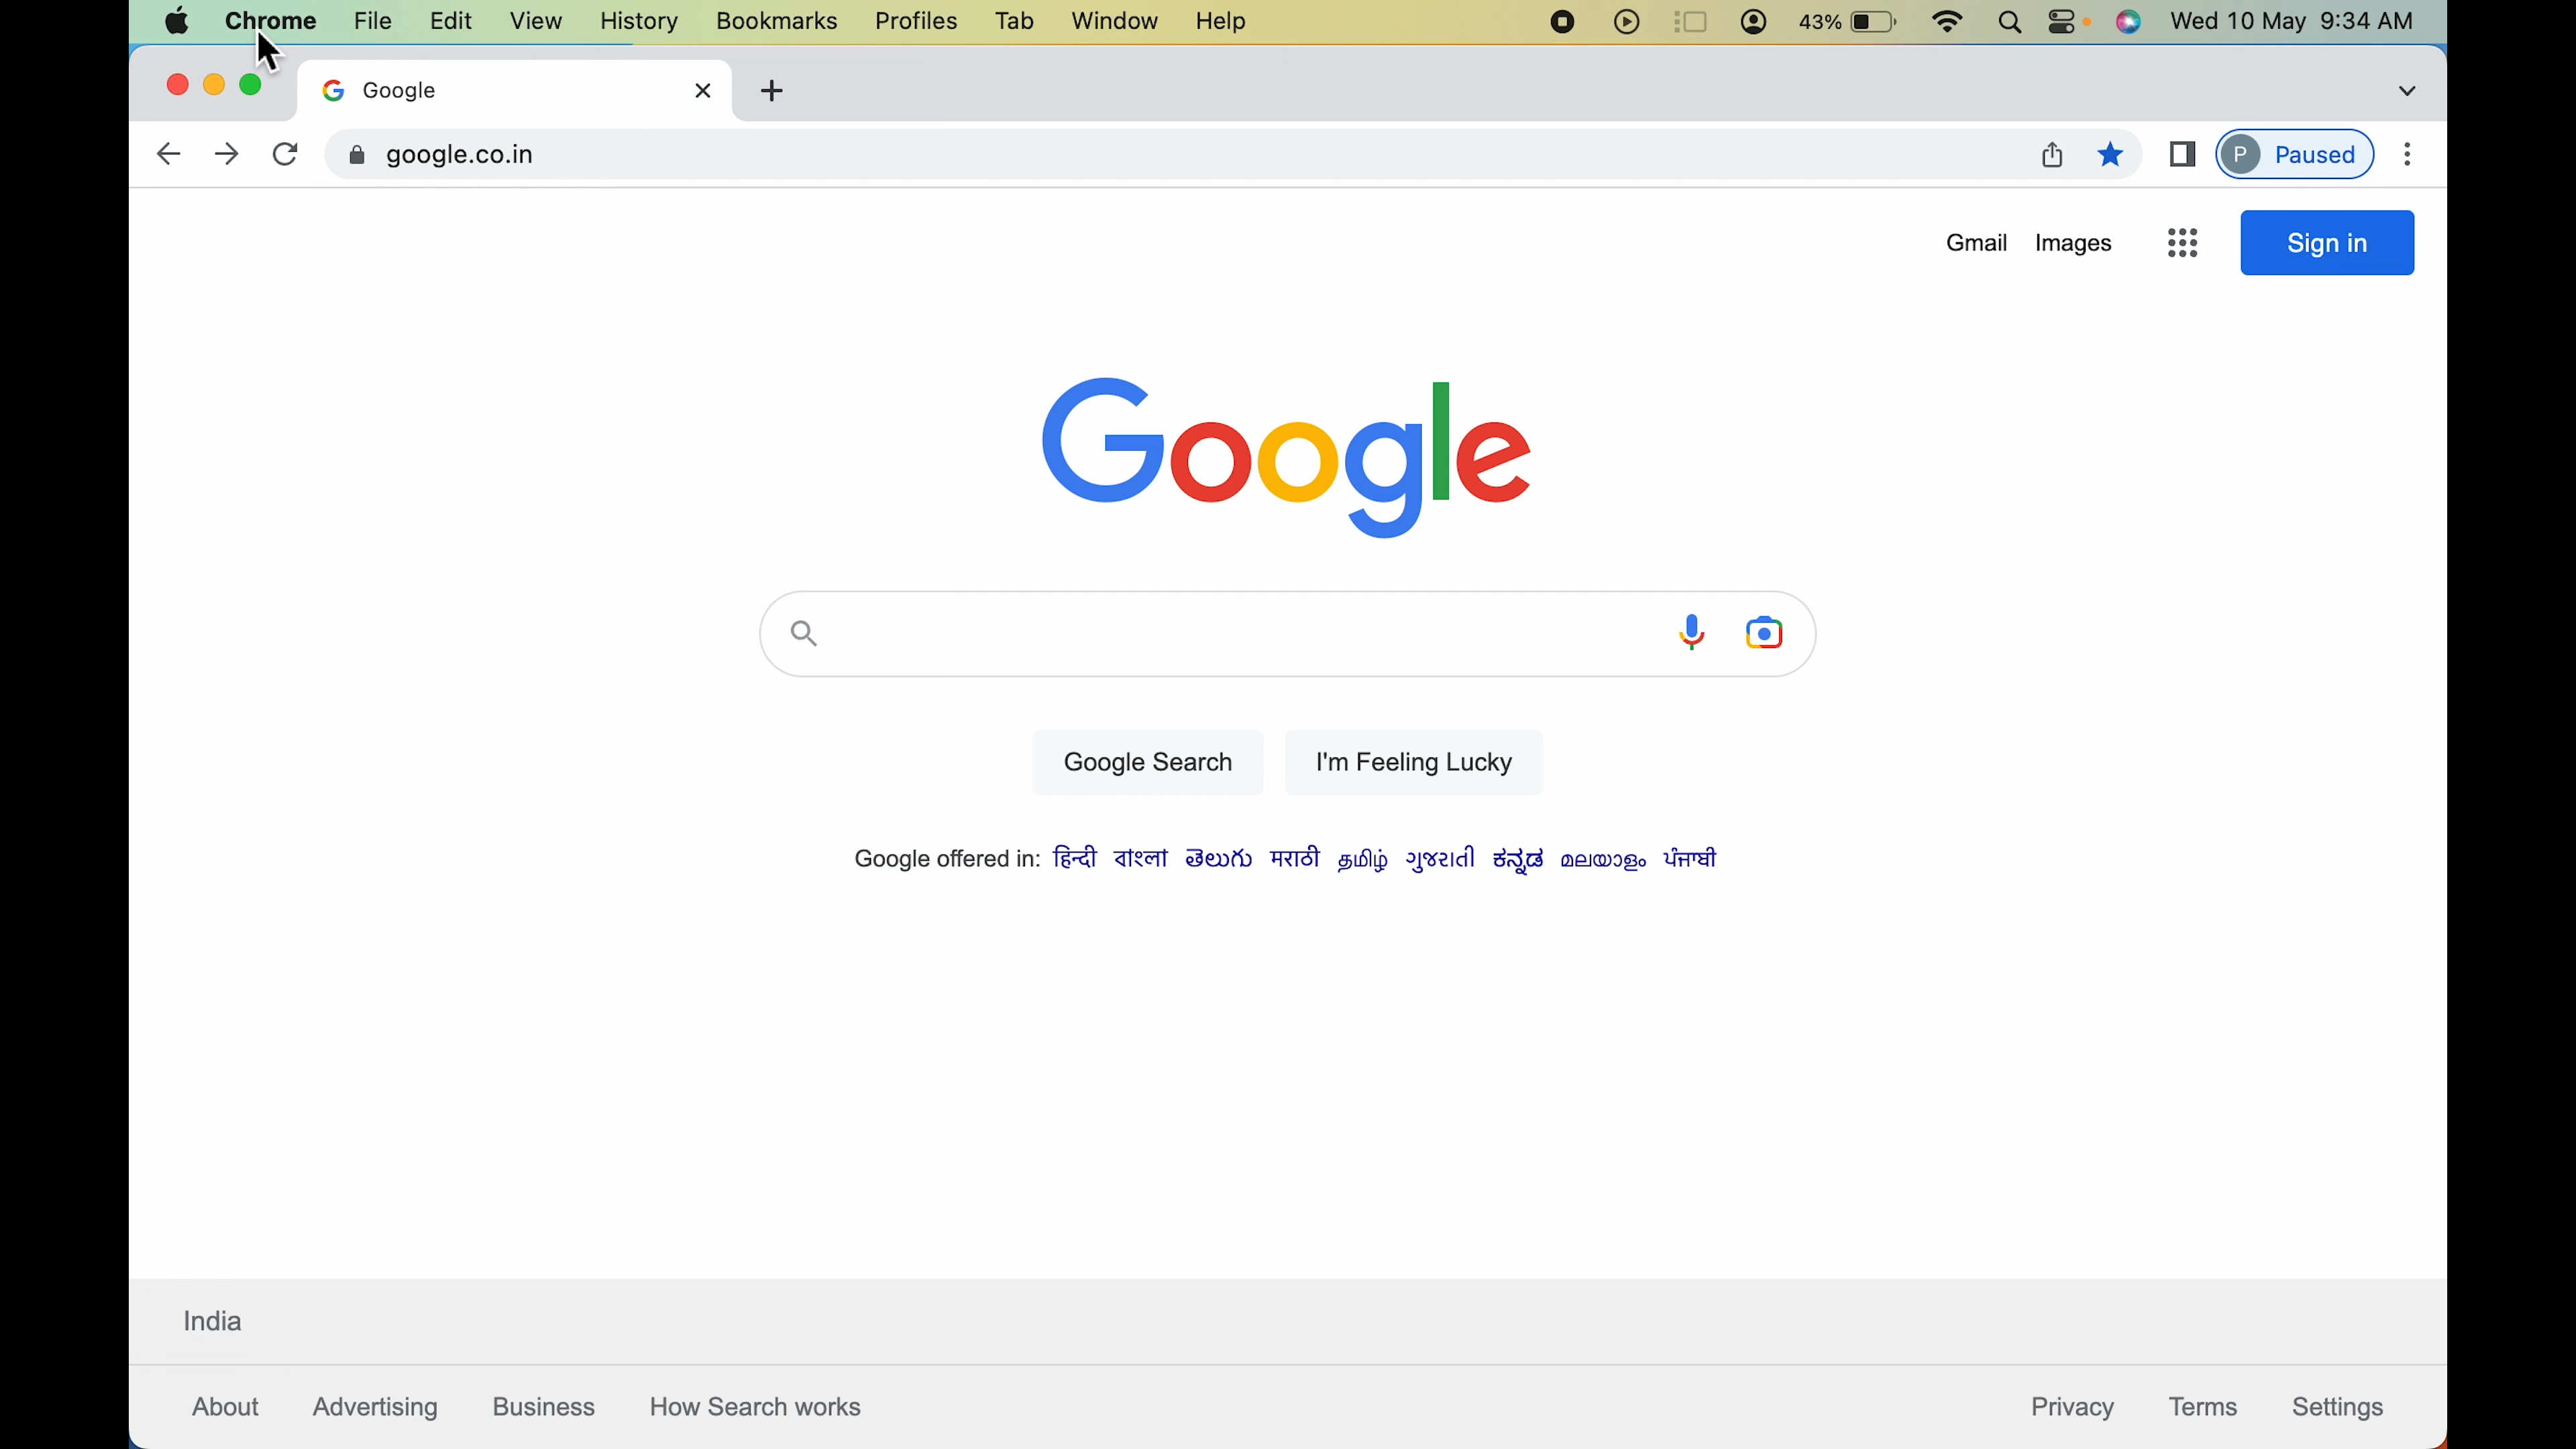 Chrome File Edit View History Bookmarks Profiles Tab Window Help 43% Wed 10 May 9:34 AM
Google
google.co.in P Paused
Gmail Images Sign in
Google
Google Search I'm Feeling Lucky
Google offered in: हिन्दी বাংলা తెలుగు मराठी தமிழ் ગુજરાતી ಕನ್ನಡ മലയാളം ਪੰਜਾਬੀ
India
About Advertising Business How Search works Privacy Terms Settings